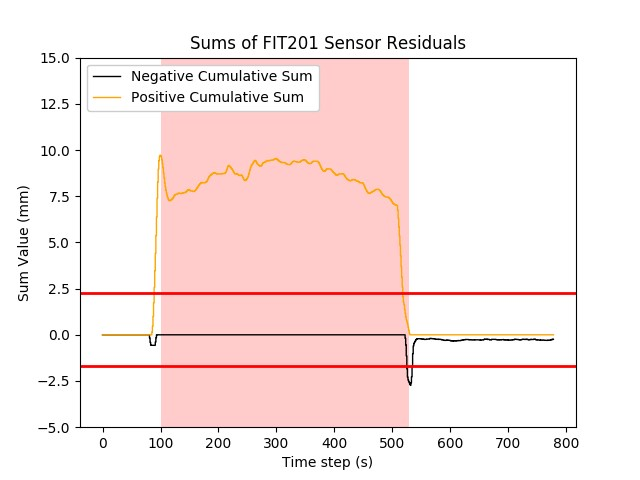 Sums of FIT201 Sensor Residuals
Negative Cumulative Sum
Positive Cumulative Sum
Sum Value (mm)
15.0
12.5
10.0
7.5
5.0
2.5
0.0
−2.5
−5.0
0 100 200 300 400 500 600 700 800
Time step (s)